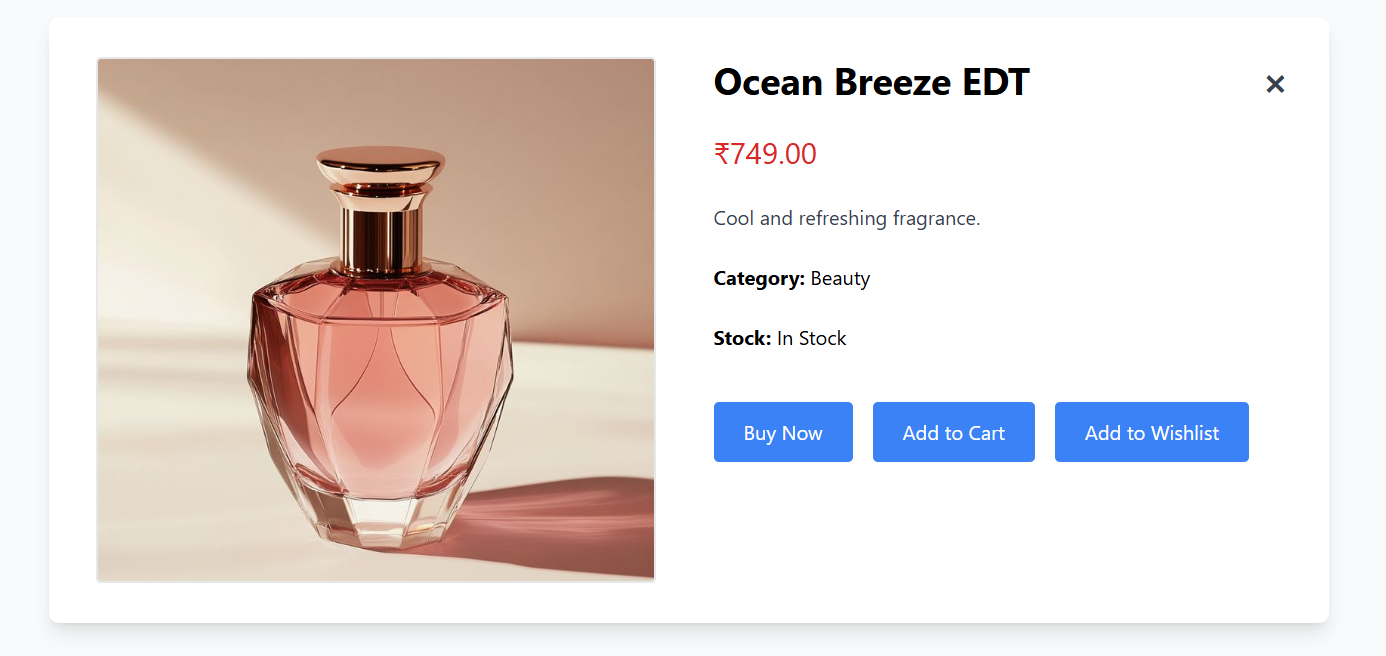 Ocean Breeze EDT
₹749.00
Cool and refreshing fragrance.
Category: Beauty
Stock: In Stock
Buy Now
Add to Cart
Add to Wishlist